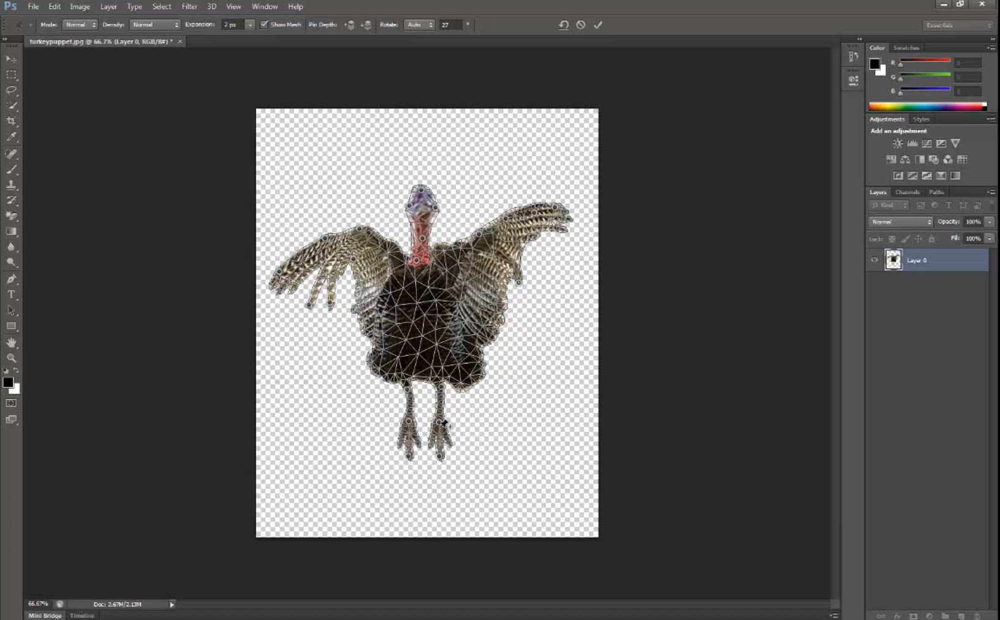 Ps File Edit Image Layer Type Select Filter 3D View Window Help
Mode: Normal Density: Normal Expansion: 2 px Show Mesh Pin Depth: Rotate: Auto 27 ° Essentials
turkeypuppet.jpg @ 66.7% (Layer 0, RGB/8#) * ×
Color Swatches
R 0
G 0
B 0
Adjustments Styles
Add an adjustment
Layers Channels Paths
Kind
Normal Opacity: 100%
Lock: Fill: 100%
Layer 0
66.67% Doc: 2.67M/2.13M
Mini Bridge Timeline